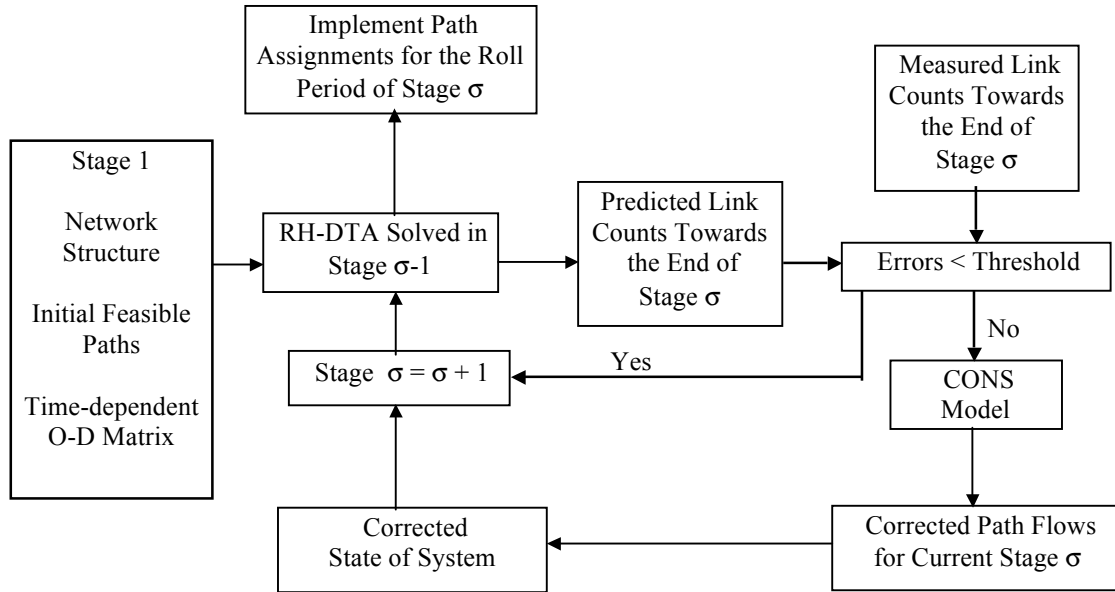 Implement Path
Assignments for the Roll
Period of Stage σ
Measured Link
Counts Towards
the End of
Stage σ
Stage 1
Network
Structure
Initial Feasible
Paths
Time-dependent
O-D Matrix
RH-DTA Solved in
Stage σ-1
Predicted Link
Counts Towards
the End of
Stage σ
Errors < Threshold
No
Yes
Stage σ = σ + 1
CONS
Model
Corrected
State of System
Corrected Path Flows
for Current Stage σ